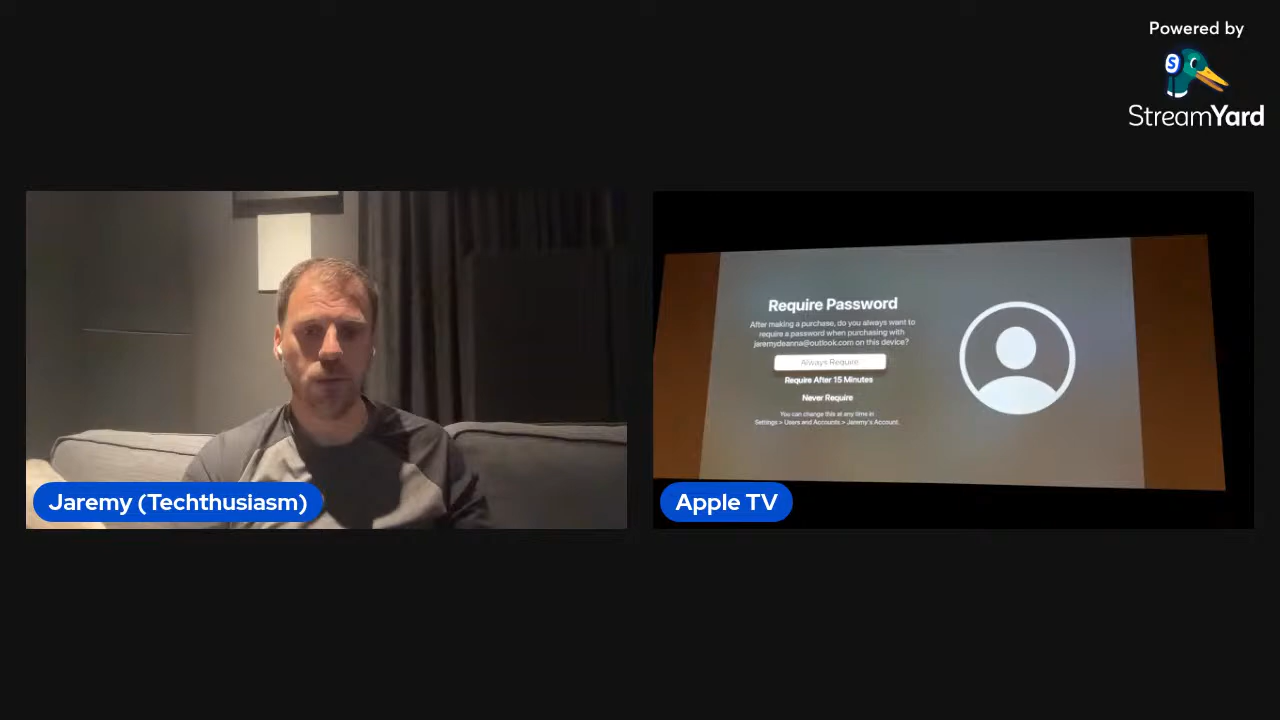 Powered by
S
StreamYard
Require Password
After making a purchase, do you always want to
require a password when purchasing with
jeremydeanna@outlook.com on this device?
Always Require
Require After 15 Minutes
Never Require
You can change this at any time in
Settings > Users and Accounts > Jaremy's Account.
Jaremy (Techthusiasm)
Apple TV